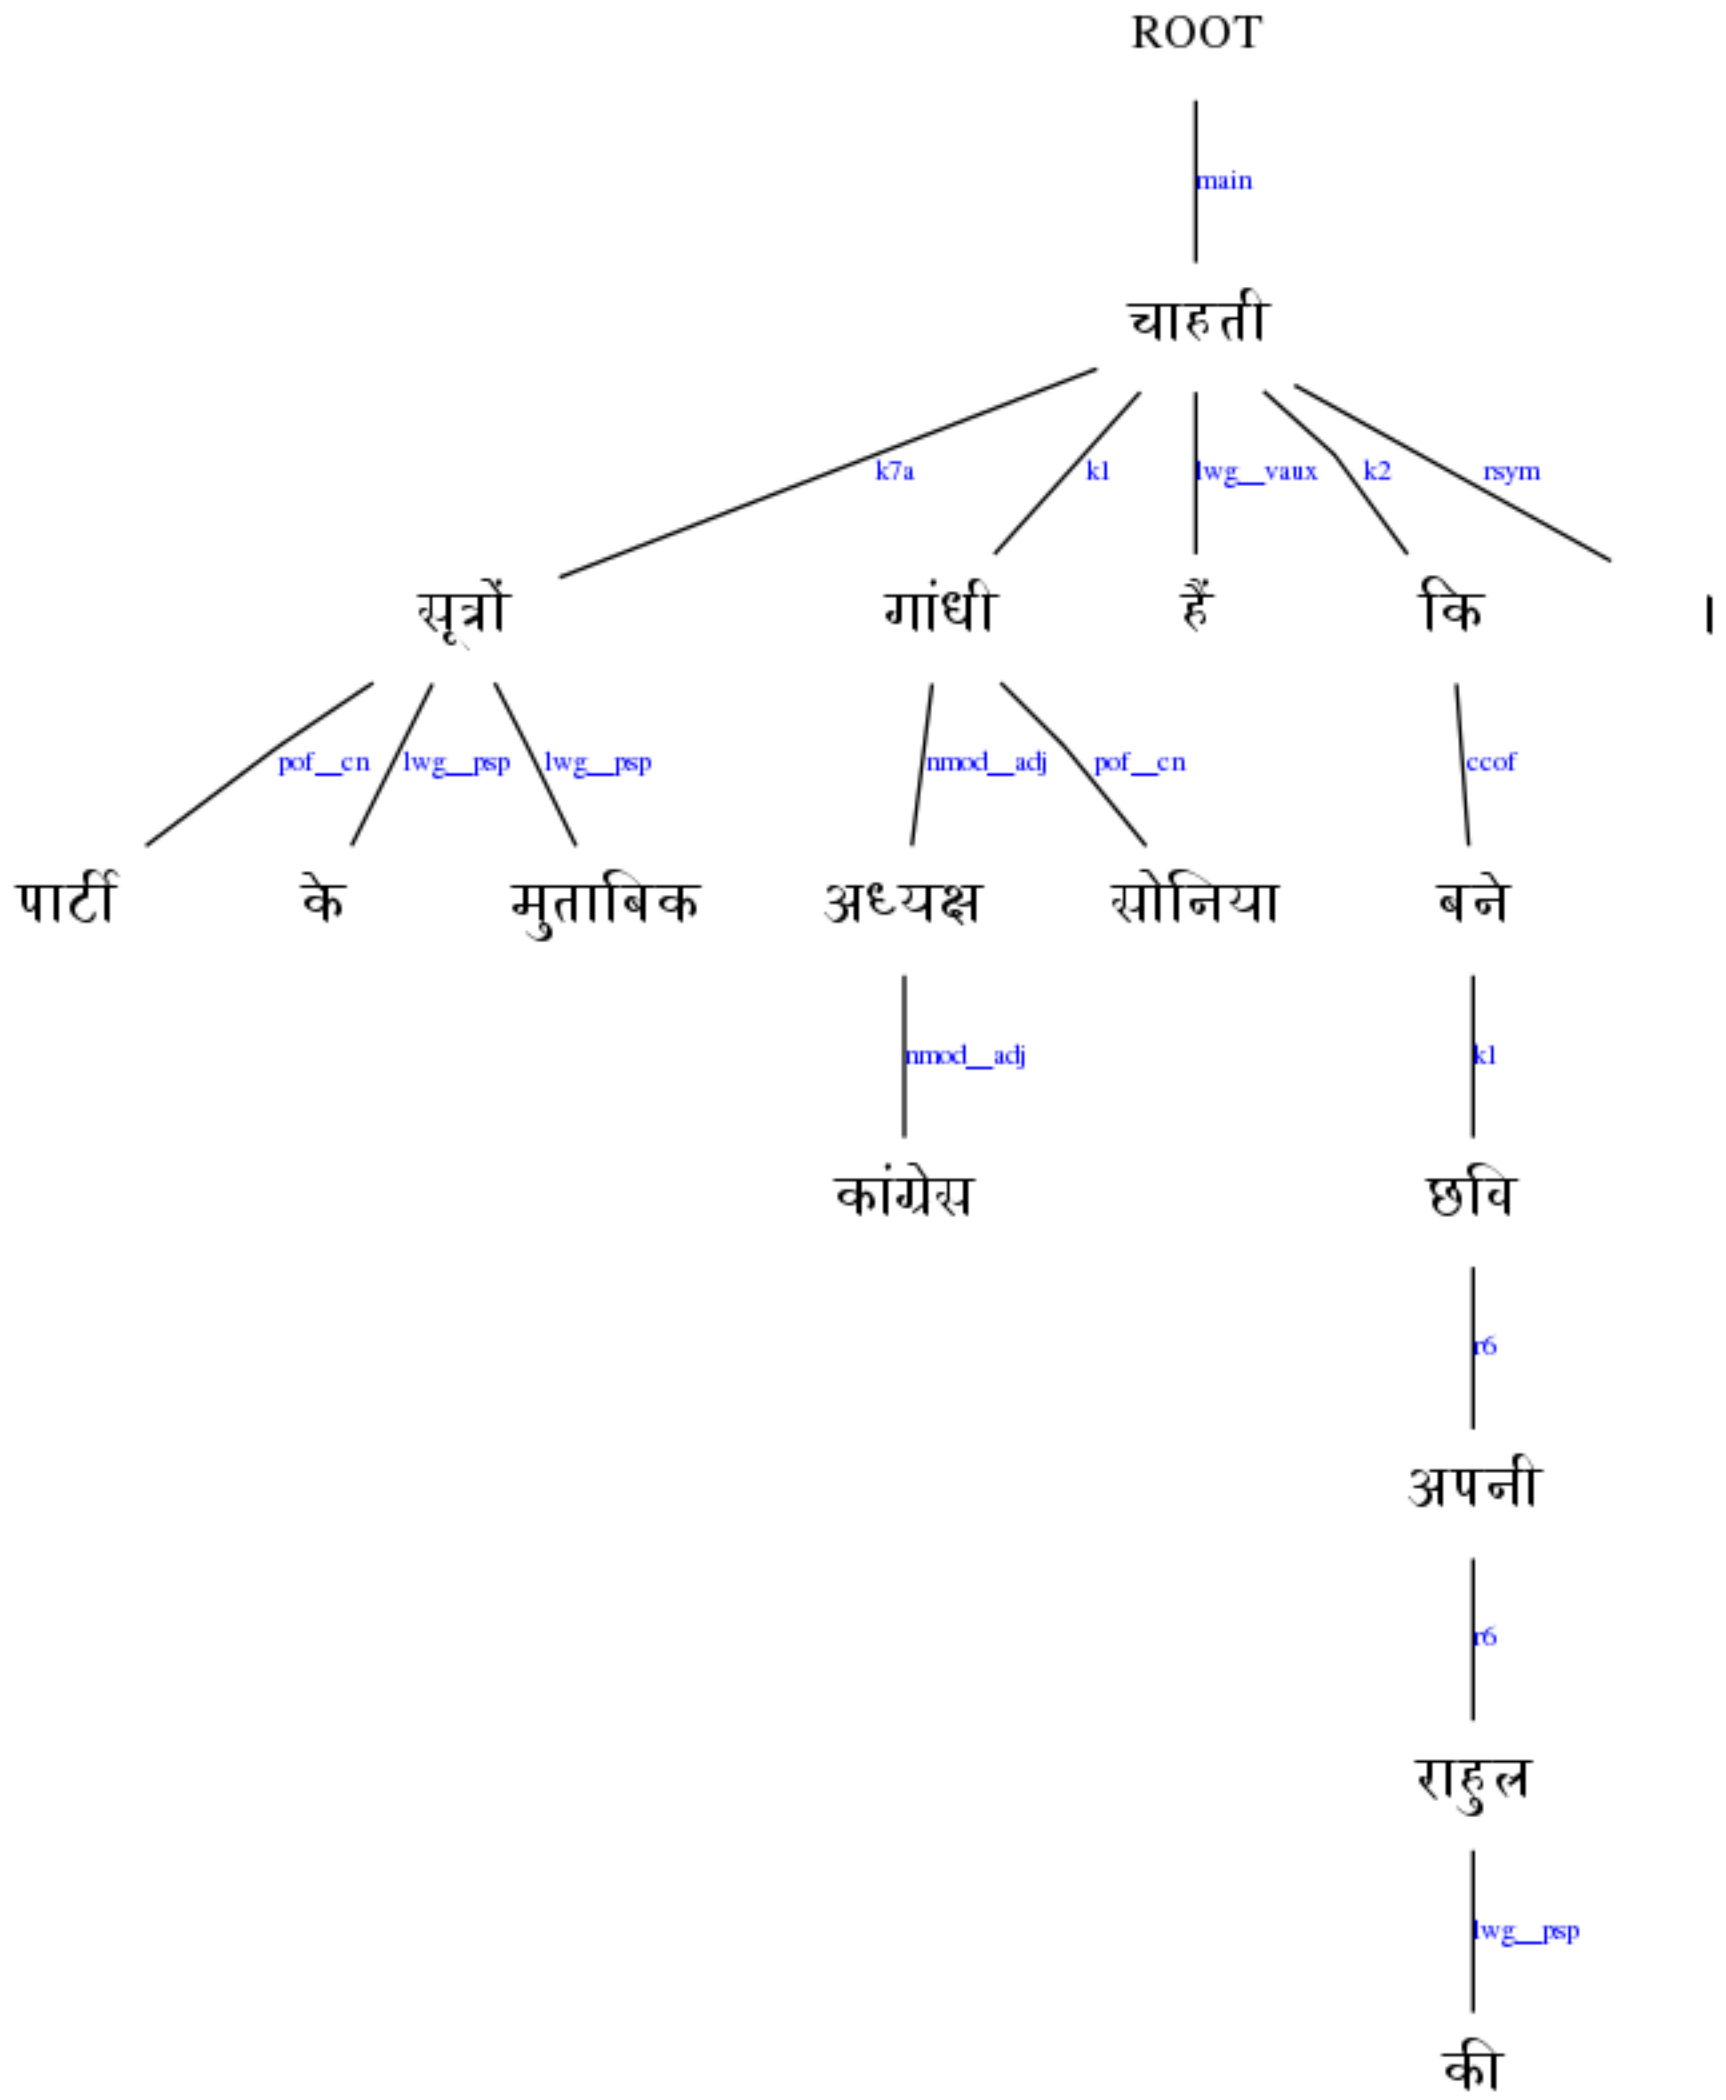 ROOT
main
चाहती
k7a k1 lwg__vaux k2 rsym
सूत्रों गांधी हैं कि ।
pof__cn lwg__psp lwg__psp nmod__adj pof__cn ccof
पार्टी के मुताबिक अध्यक्ष सोनिया बने
nmod__adj k1
कांग्रेस छवि
r6
अपनी
r6
राहुल
lwg__psp
की